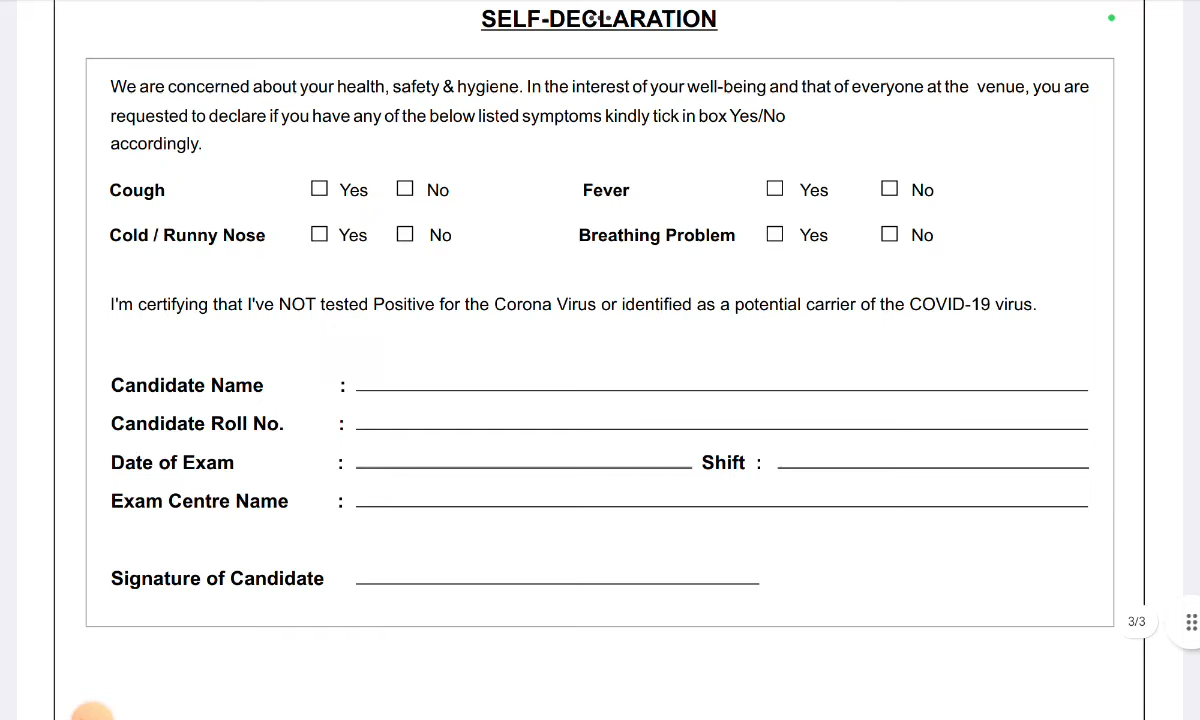 SELF-DECLARATION
We are concerned about your health, safety & hygiene. In the interest of your well-being and that of everyone at the venue, you are
requested to declare if you have any of the below listed symptoms kindly tick in box Yes/No
accordingly.
Cough ☐ Yes ☐ No Fever ☐ Yes ☐ No
Cold / Runny Nose ☐ Yes ☐ No Breathing Problem ☐ Yes ☐ No
I'm certifying that I've NOT tested Positive for the Corona Virus or identified as a potential carrier of the COVID-19 virus.
Candidate Name :
Candidate Roll No. :
Date of Exam : Shift :
Exam Centre Name :
Signature of Candidate
3/3